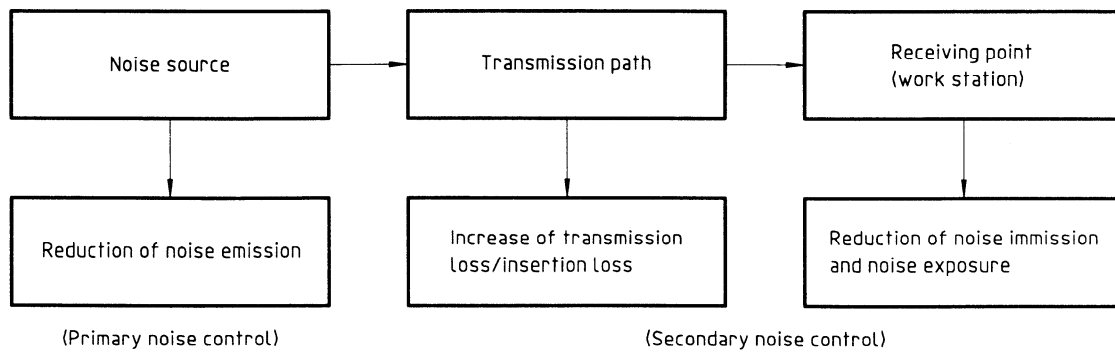 Noise source
Transmission path
Receiving point
(work station)
Reduction of noise emission
Increase of transmission
loss/insertion loss
Reduction of noise immission
and noise exposure
(Primary noise control)
(Secondary noise control)